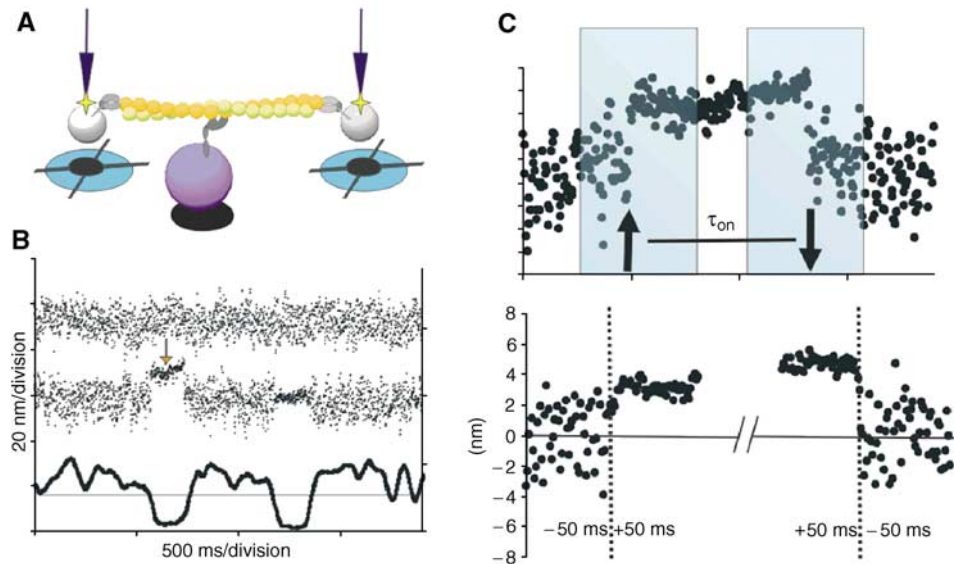 A
B
20 nm/division
500 ms/division
C
τon
8
6
4
2
0
−2
−4
−6
−8
(nm)
−50 ms +50 ms
+50 ms −50 ms